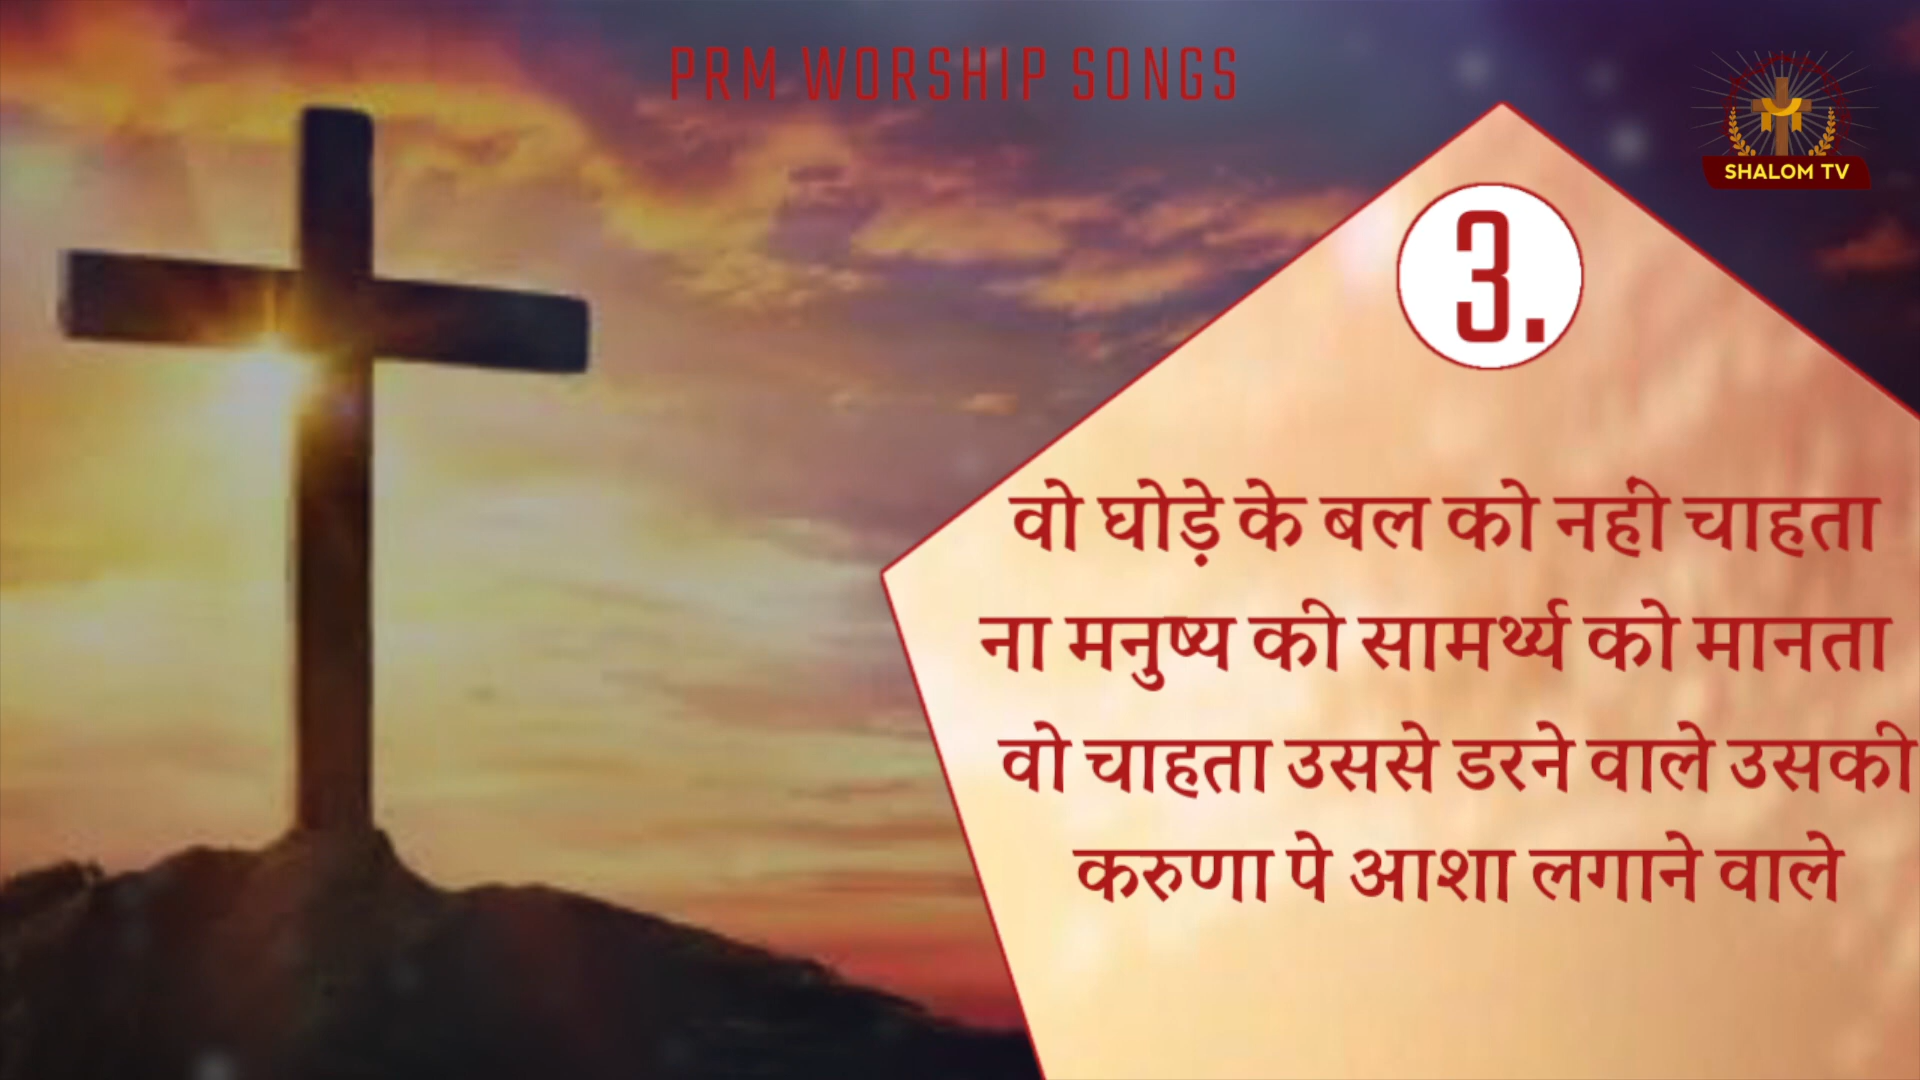 PRM WORSHIP SONGS
SHALOM TV
3.
वो घोड़े के बल को नहीं चाहता
ना मनुष्य की सामर्थ्य को मानता
वो चाहता उससे डरने वाले उसकी
करुणा पे आशा लगाने वाले